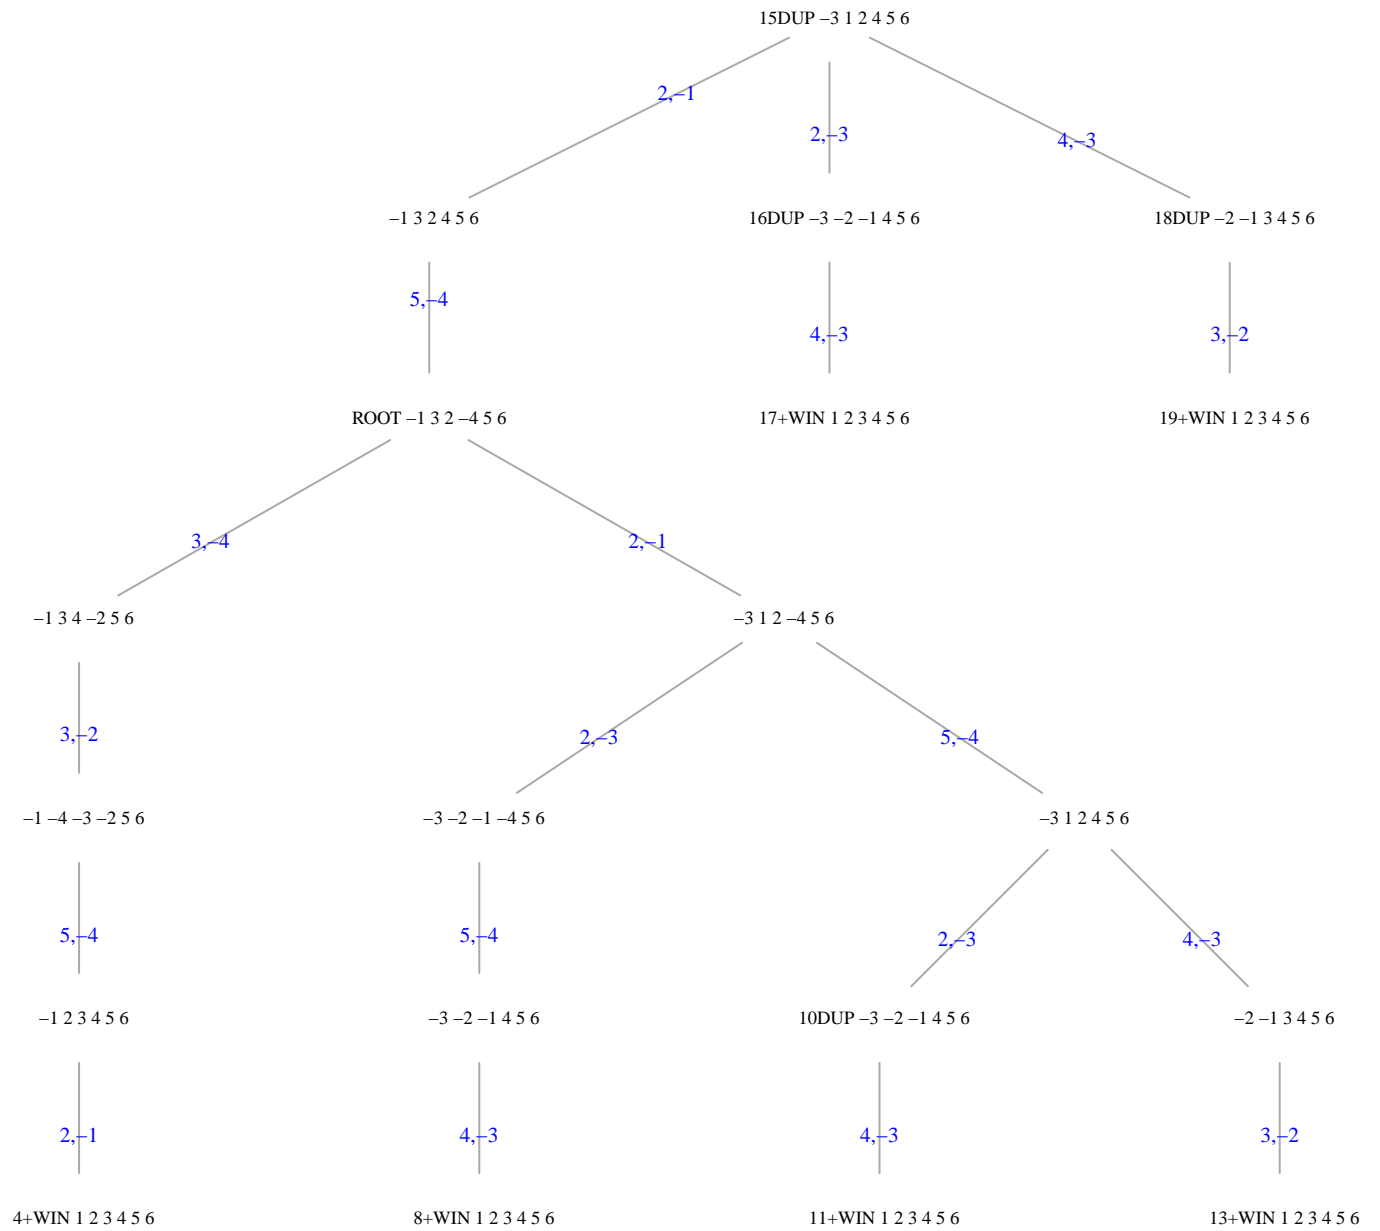 15DUP –3 1 2 4 5 6
2,–1
2,–3
4,–3
–1 3 2 4 5 6
16DUP –3 –2 –1 4 5 6
18DUP –2 –1 3 4 5 6
5,–4
4,–3
3,–2
ROOT –1 3 2 –4 5 6
17+WIN 1 2 3 4 5 6
19+WIN 1 2 3 4 5 6
3,–4
2,–1
–1 3 4 –2 5 6
–3 1 2 –4 5 6
3,–2
2,–3
5,–4
–1 –4 –3 –2 5 6
–3 –2 –1 –4 5 6
–3 1 2 4 5 6
5,–4
5,–4
2,–3
4,–3
–1 2 3 4 5 6
–3 –2 –1 4 5 6
10DUP –3 –2 –1 4 5 6
–2 –1 3 4 5 6
2,–1
4,–3
4,–3
3,–2
4+WIN 1 2 3 4 5 6
8+WIN 1 2 3 4 5 6
11+WIN 1 2 3 4 5 6
13+WIN 1 2 3 4 5 6